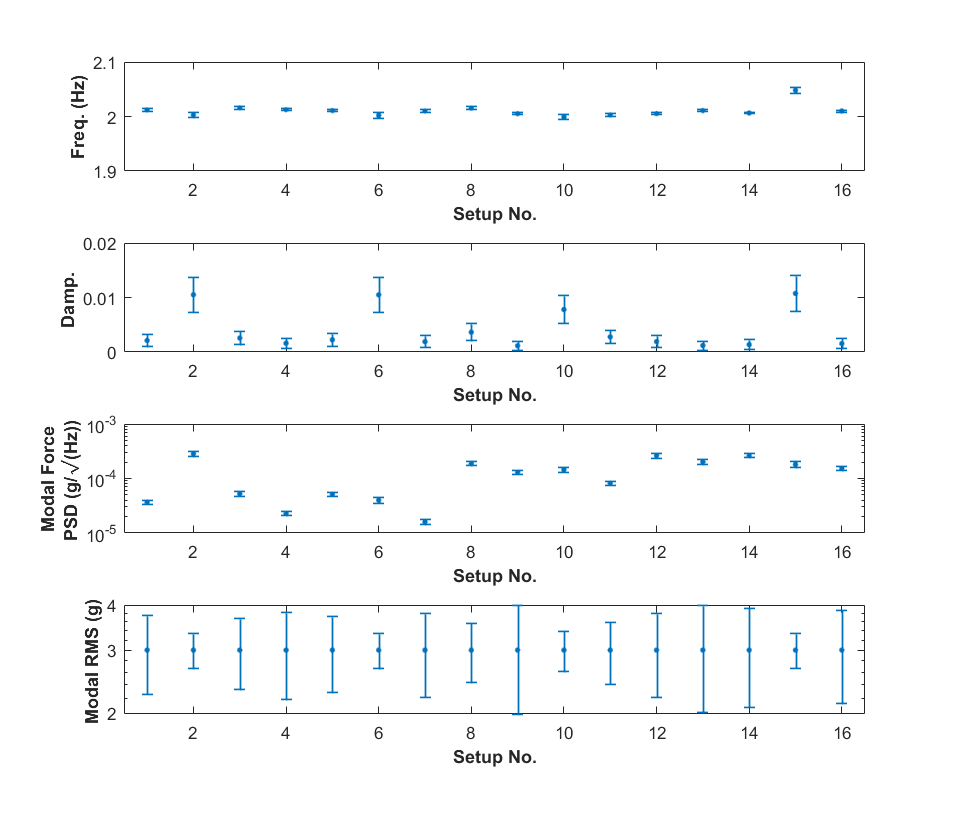 2.1
2
1.9
Freq. (Hz)
2 4 6 8 10 12 14 16
Setup No.
0.02
0.01
0
Damp.
2 4 6 8 10 12 14 16
Setup No.
10⁻³
10⁻⁴
10⁻⁵
Modal Force
PSD (g/√(Hz))
2 4 6 8 10 12 14 16
Setup No.
4
3
2
Modal RMS (g)
2 4 6 8 10 12 14 16
Setup No.